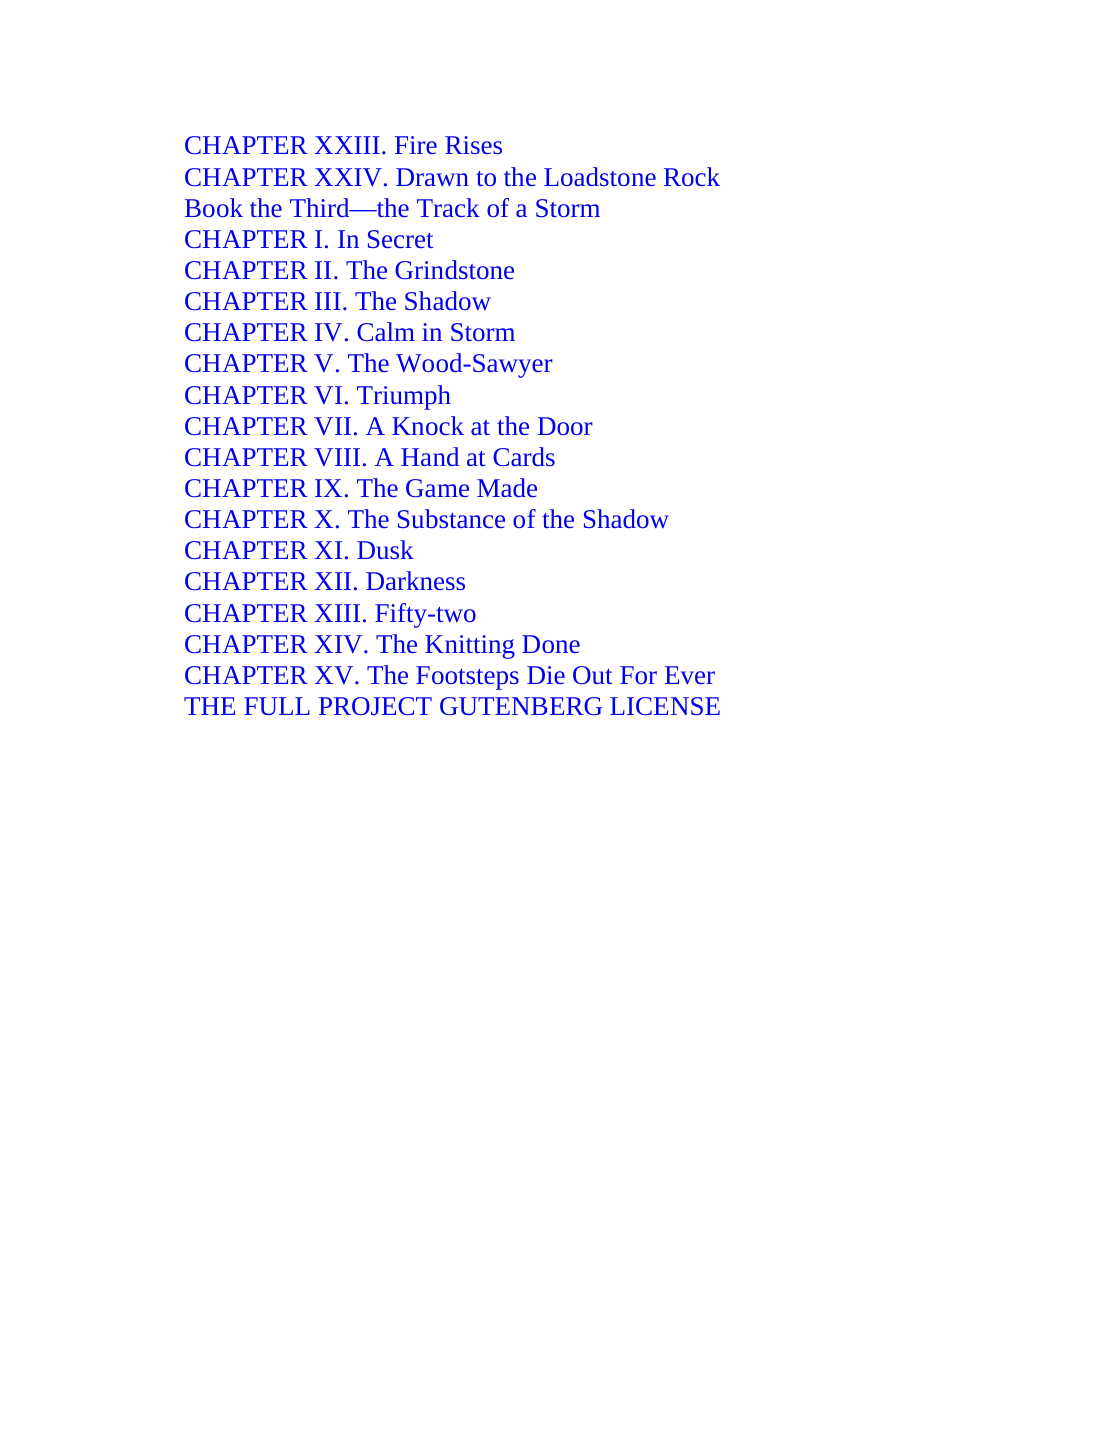 CHAPTER XXIII. Fire Rises
CHAPTER XXIV. Drawn to the Loadstone Rock
Book the Third—the Track of a Storm
CHAPTER I. In Secret
CHAPTER II. The Grindstone
CHAPTER III. The Shadow
CHAPTER IV. Calm in Storm
CHAPTER V. The Wood-Sawyer
CHAPTER VI. Triumph
CHAPTER VII. A Knock at the Door
CHAPTER VIII. A Hand at Cards
CHAPTER IX. The Game Made
CHAPTER X. The Substance of the Shadow
CHAPTER XI. Dusk
CHAPTER XII. Darkness
CHAPTER XIII. Fifty-two
CHAPTER XIV. The Knitting Done
CHAPTER XV. The Footsteps Die Out For Ever
THE FULL PROJECT GUTENBERG LICENSE